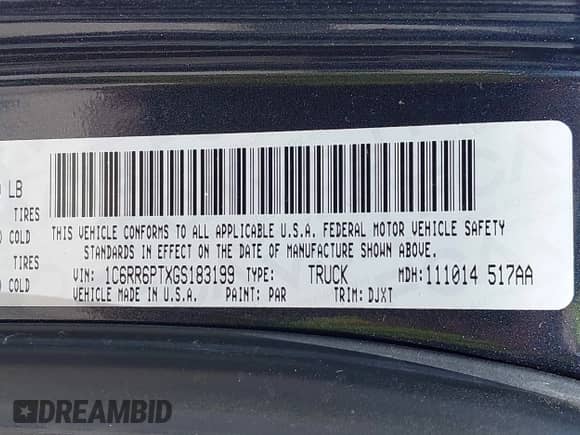 LB
TIRES
COLD
TIRES
COLD
THIS VEHICLE CONFORMS TO ALL APPLICABLE U.S.A. FEDERAL MOTOR VEHICLE SAFETY
STANDARDS IN EFFECT ON THE DATE OF MANUFACTURE SHOWN ABOVE.
VIN: 1C6RR6PTXGS183199 TYPE: TRUCK MDH: 111014 517AA
VEHICLE MADE IN U.S.A. PAINT: PAR TRIM: DJXT
DREAMBID